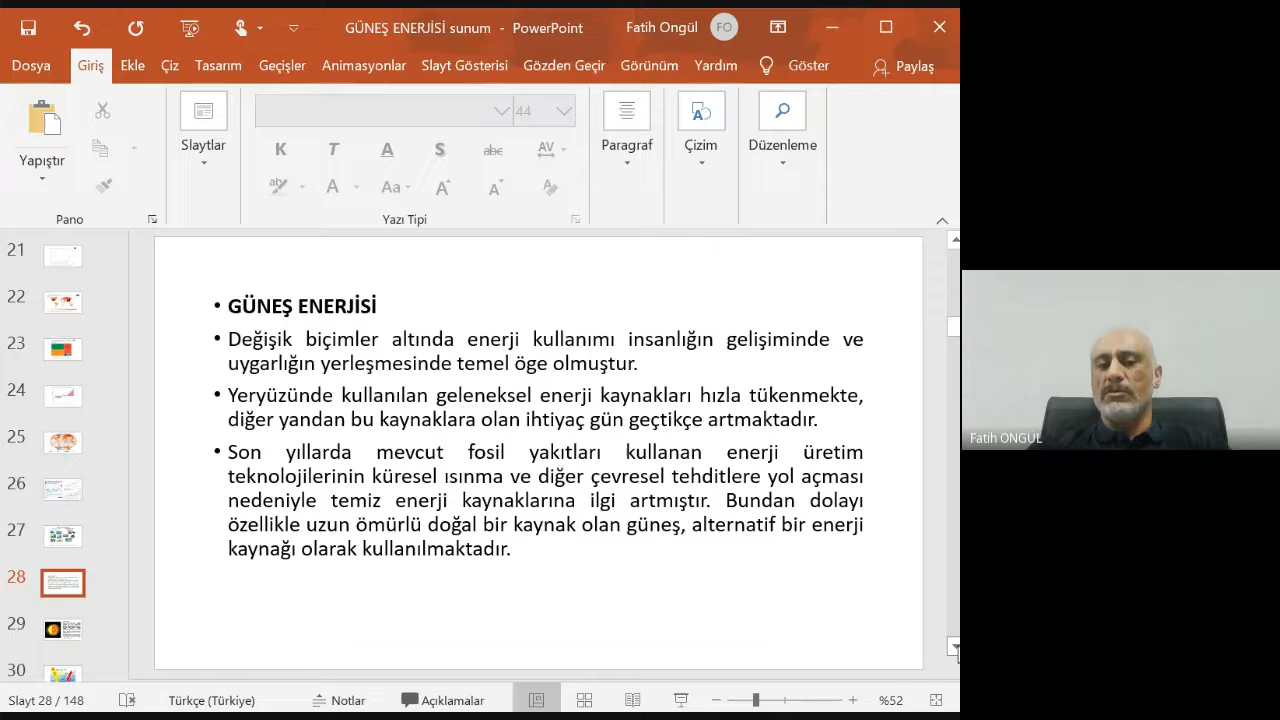 GÜNEŞ ENERJİSİ sunum - PowerPoint
Fatih Ongül
FO
Dosya Giriş Ekle Çiz Tasarım Geçişler Animasyonlar Slayt Gösterisi Gözden Geçir Görünüm Yardım Göster Paylaş
44
Yapıştır
Slaytlar
K T A S abc AV
ab A Aa A A A
Paragraf
Çizim
Düzenleme
Pano
Yazı Tipi
21
22
23
24
25
26
27
28
29
30
• GÜNEŞ ENERJİSİ
• Değişik biçimler altında enerji kullanımı insanlığın gelişiminde ve
uygarlığın yerleşmesinde temel öge olmuştur.
• Yeryüzünde kullanılan geleneksel enerji kaynakları hızla tükenmekte,
diğer yandan bu kaynaklara olan ihtiyaç gün geçtikçe artmaktadır.
• Son yıllarda mevcut fosil yakıtları kullanan enerji üretim
teknolojilerinin küresel ısınma ve diğer çevresel tehditlere yol açması
nedeniyle temiz enerji kaynaklarına ilgi artmıştır. Bundan dolayı
özellikle uzun ömürlü doğal bir kaynak olan güneş, alternatif bir enerji
kaynağı olarak kullanılmaktadır.
Fatih ONGÜL
Slayt 28 / 148 Türkçe (Türkiye) Notlar Açıklamalar %52